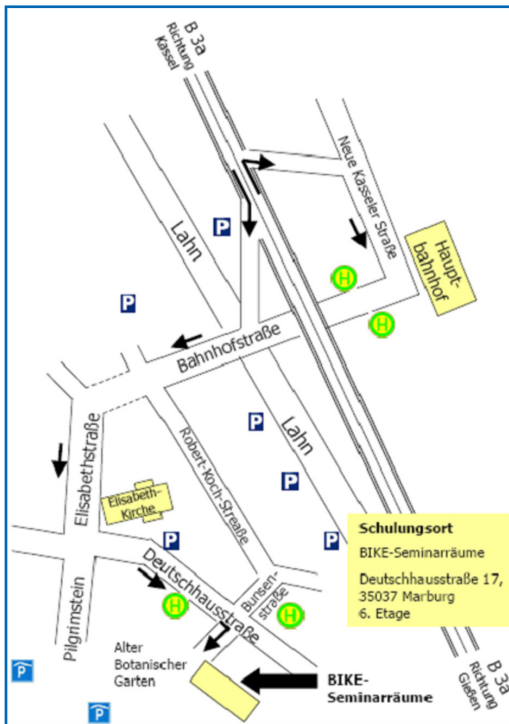 B 3a
Richtung
Kassel
Neue Kasseler Straße
P
Lahn
Haupt-
bahnhof
H
P
H
Bahnhofstraße
Lahn
P
Elisabethstraße
Robert-Koch-Streaße
P
Elisabeth-
Kirche
P
P
Schulungsort
BIKE-Seminarräume
Deutschhausstraße 17,
35037 Marburg
6. Etage
Deutschhausstraße
Bunsen-
straße
H
H
Pilgrimstein
Alter
Botanischer
Garten
P
P
BIKE-
Seminarräume
B 3a
Richtung
Gießen